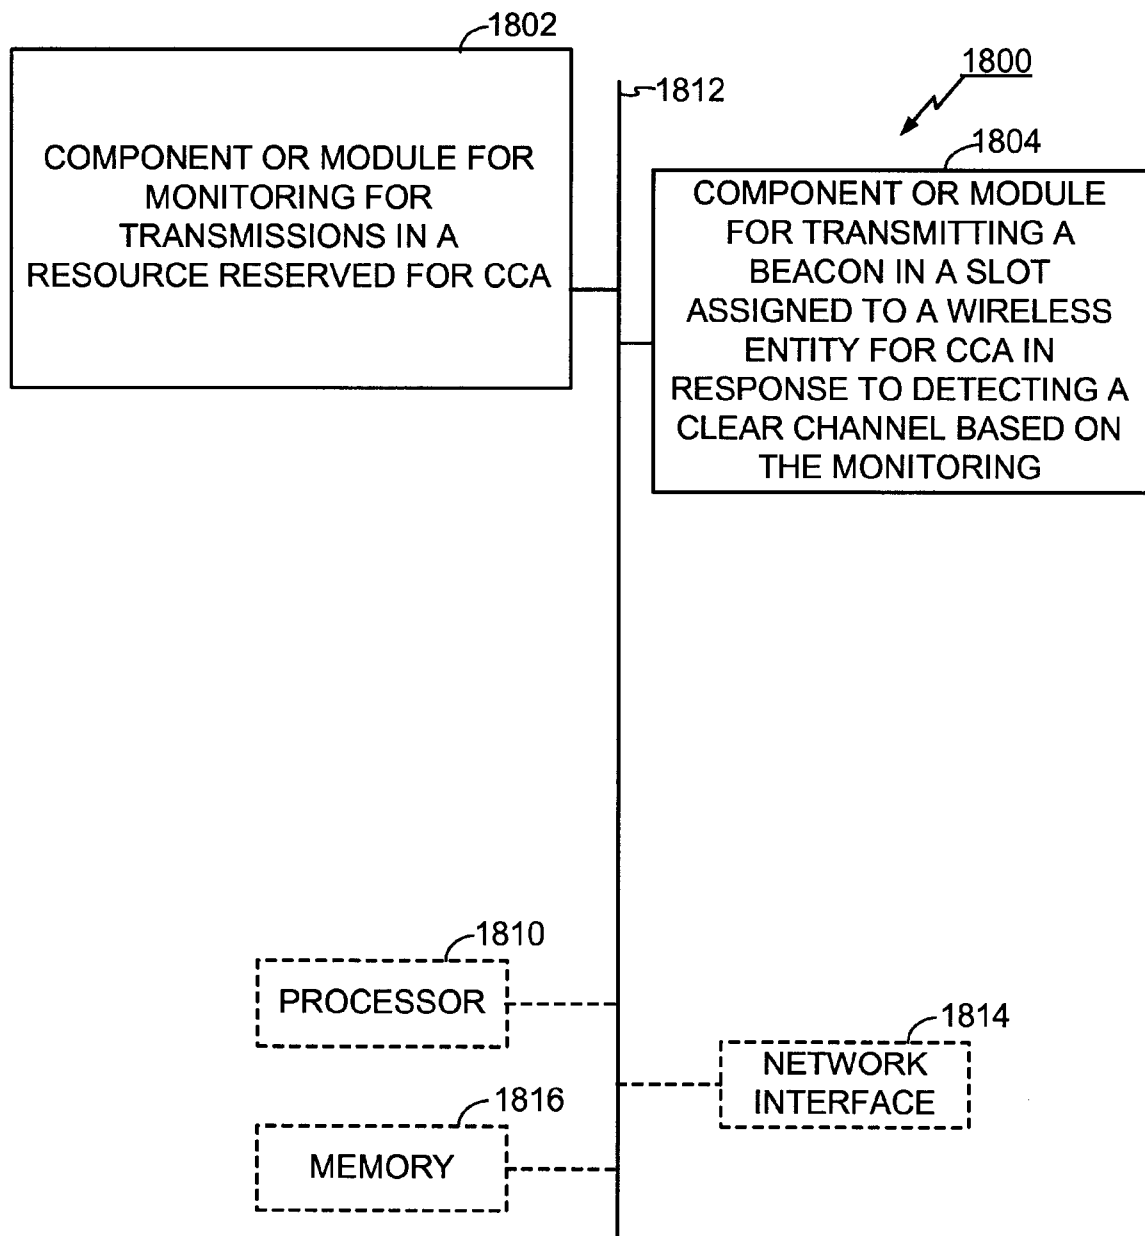 1802
COMPONENT OR MODULE FOR
MONITORING FOR
TRANSMISSIONS IN A
RESOURCE RESERVED FOR CCA
1812
1800
1804
COMPONENT OR MODULE
FOR TRANSMITTING A
BEACON IN A SLOT
ASSIGNED TO A WIRELESS
ENTITY FOR CCA IN
RESPONSE TO DETECTING A
CLEAR CHANNEL BASED ON
THE MONITORING
1810
PROCESSOR
1814
NETWORK
INTERFACE
1816
MEMORY